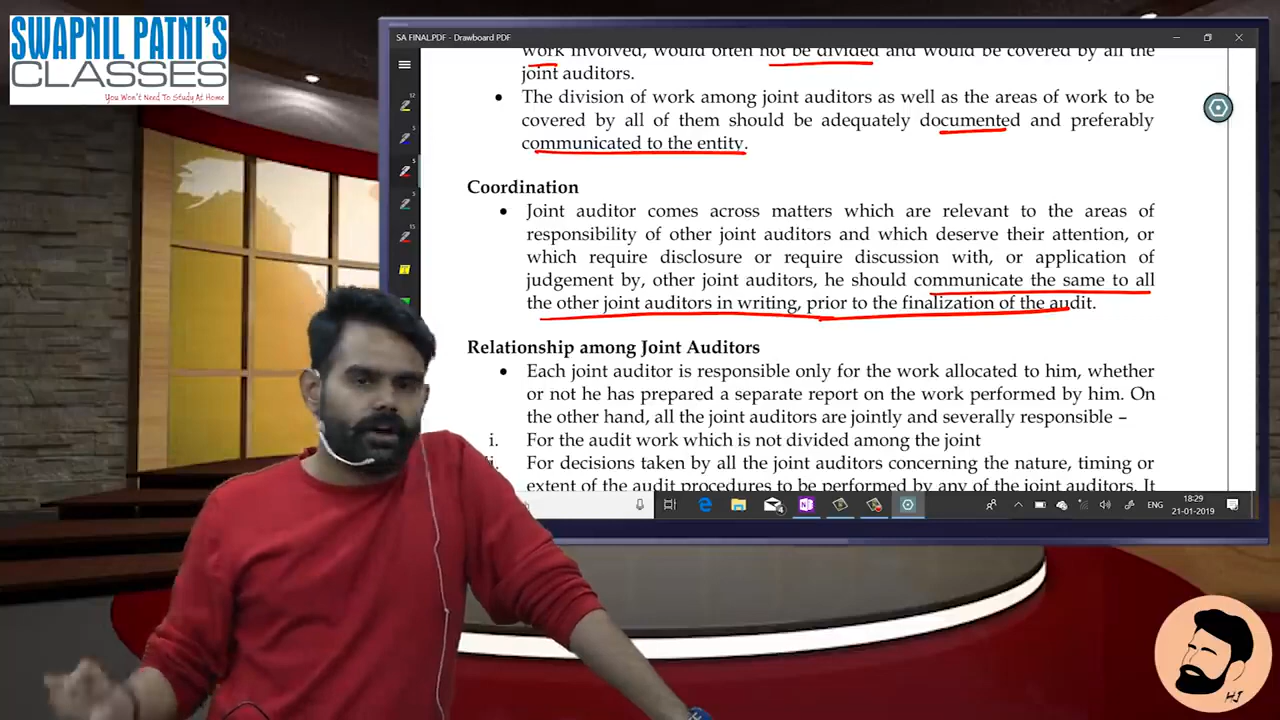 SWAPNIL PATNI'S
CLASSES
You Won't Need To Study At Home
SA FINAL.PDF - Drawboard PDF
work involved, would often not be divided and would be covered by all the
joint auditors.
• The division of work among joint auditors as well as the areas of work to be
covered by all of them should be adequately documented and preferably
communicated to the entity.
Coordination
• Joint auditor comes across matters which are relevant to the areas of
responsibility of other joint auditors and which deserve their attention, or
which require disclosure or require discussion with, or application of
judgement by, other joint auditors, he should communicate the same to all
the other joint auditors in writing, prior to the finalization of the audit.
Relationship among Joint Auditors
• Each joint auditor is responsible only for the work allocated to him, whether
or not he has prepared a separate report on the work performed by him. On
the other hand, all the joint auditors are jointly and severally responsible –
i. For the audit work which is not divided among the joint
ii. For decisions taken by all the joint auditors concerning the nature, timing or
extent of the audit procedures to be performed by any of the joint auditors. It
ENG
18:29
21-01-2019
HJ